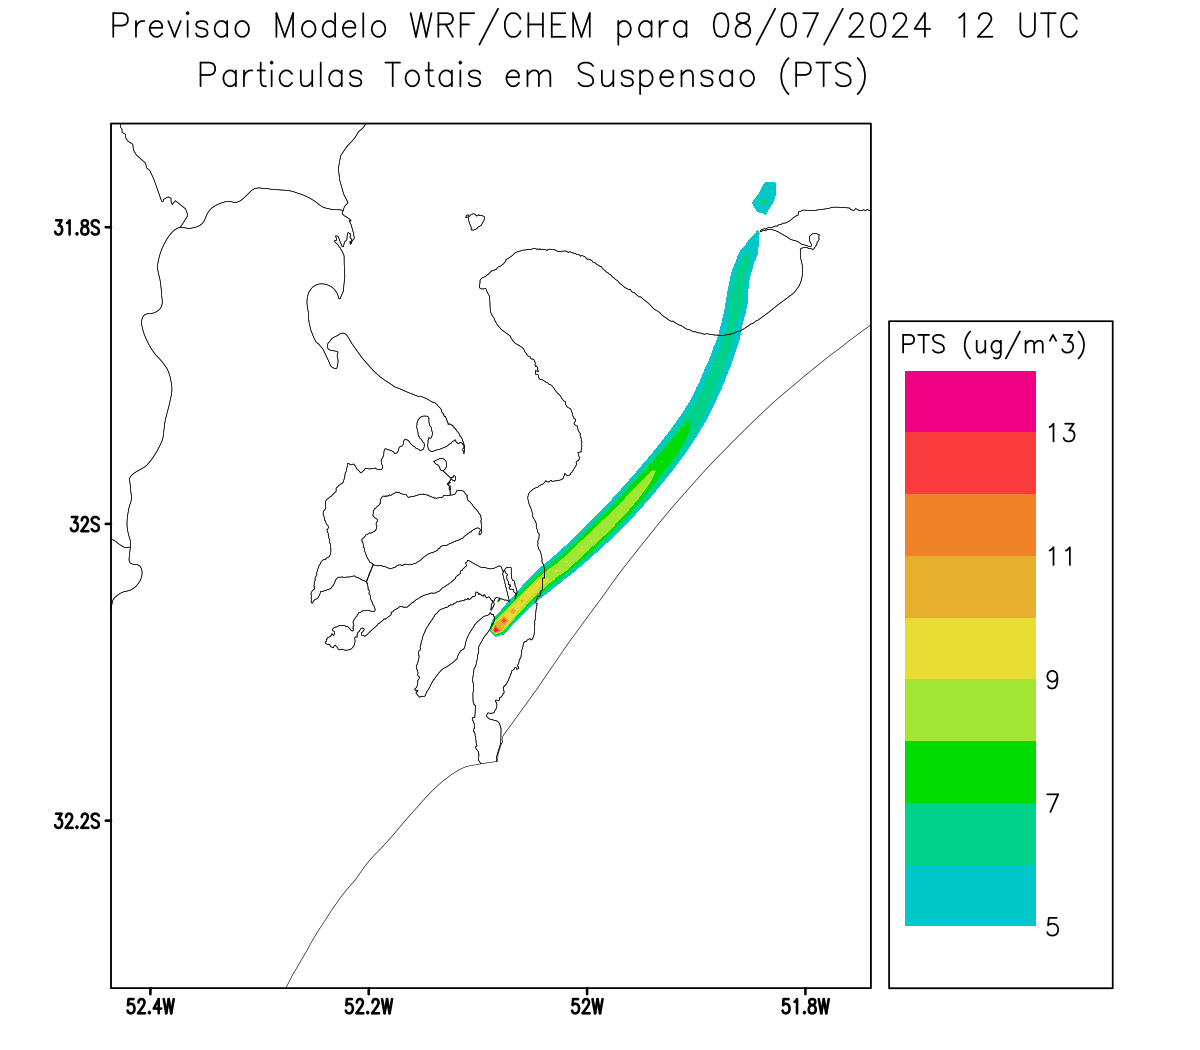 Previsao Modelo WRF/CHEM para 08/07/2024 12 UTC
Particulas Totais em Suspensao (PTS)
31.8S
32S
32.2S
52.4W 52.2W 52W 51.8W
PTS (ug/m^3)
13
11
9
7
5